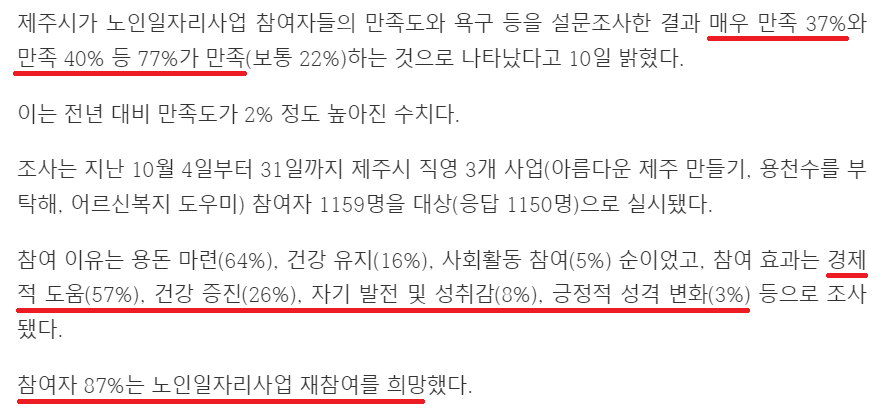 제주시가 노인일자리사업 참여자들의 만족도와 욕구 등을 설문조사한 결과 매우 만족 37%와
만족 40% 등 77%가 만족(보통 22%)하는 것으로 나타났다고 10일 밝혔다.
이는 전년 대비 만족도가 2% 정도 높아진 수치다.
조사는 지난 10월 4일부터 31일까지 제주시 직영 3개 사업(아름다운 제주 만들기, 용천수를 부
탁해, 어르신복지 도우미) 참여자 1159명을 대상(응답 1150명)으로 실시됐다.
참여 이유는 용돈 마련(64%), 건강 유지(16%), 사회활동 참여(5%) 순이었고, 참여 효과는 경제
적 도움(57%), 건강 증진(26%), 자기 발전 및 성취감(8%), 긍정적 성격 변화(3%) 등으로 조사
됐다.
참여자 87%는 노인일자리사업 재참여를 희망했다.